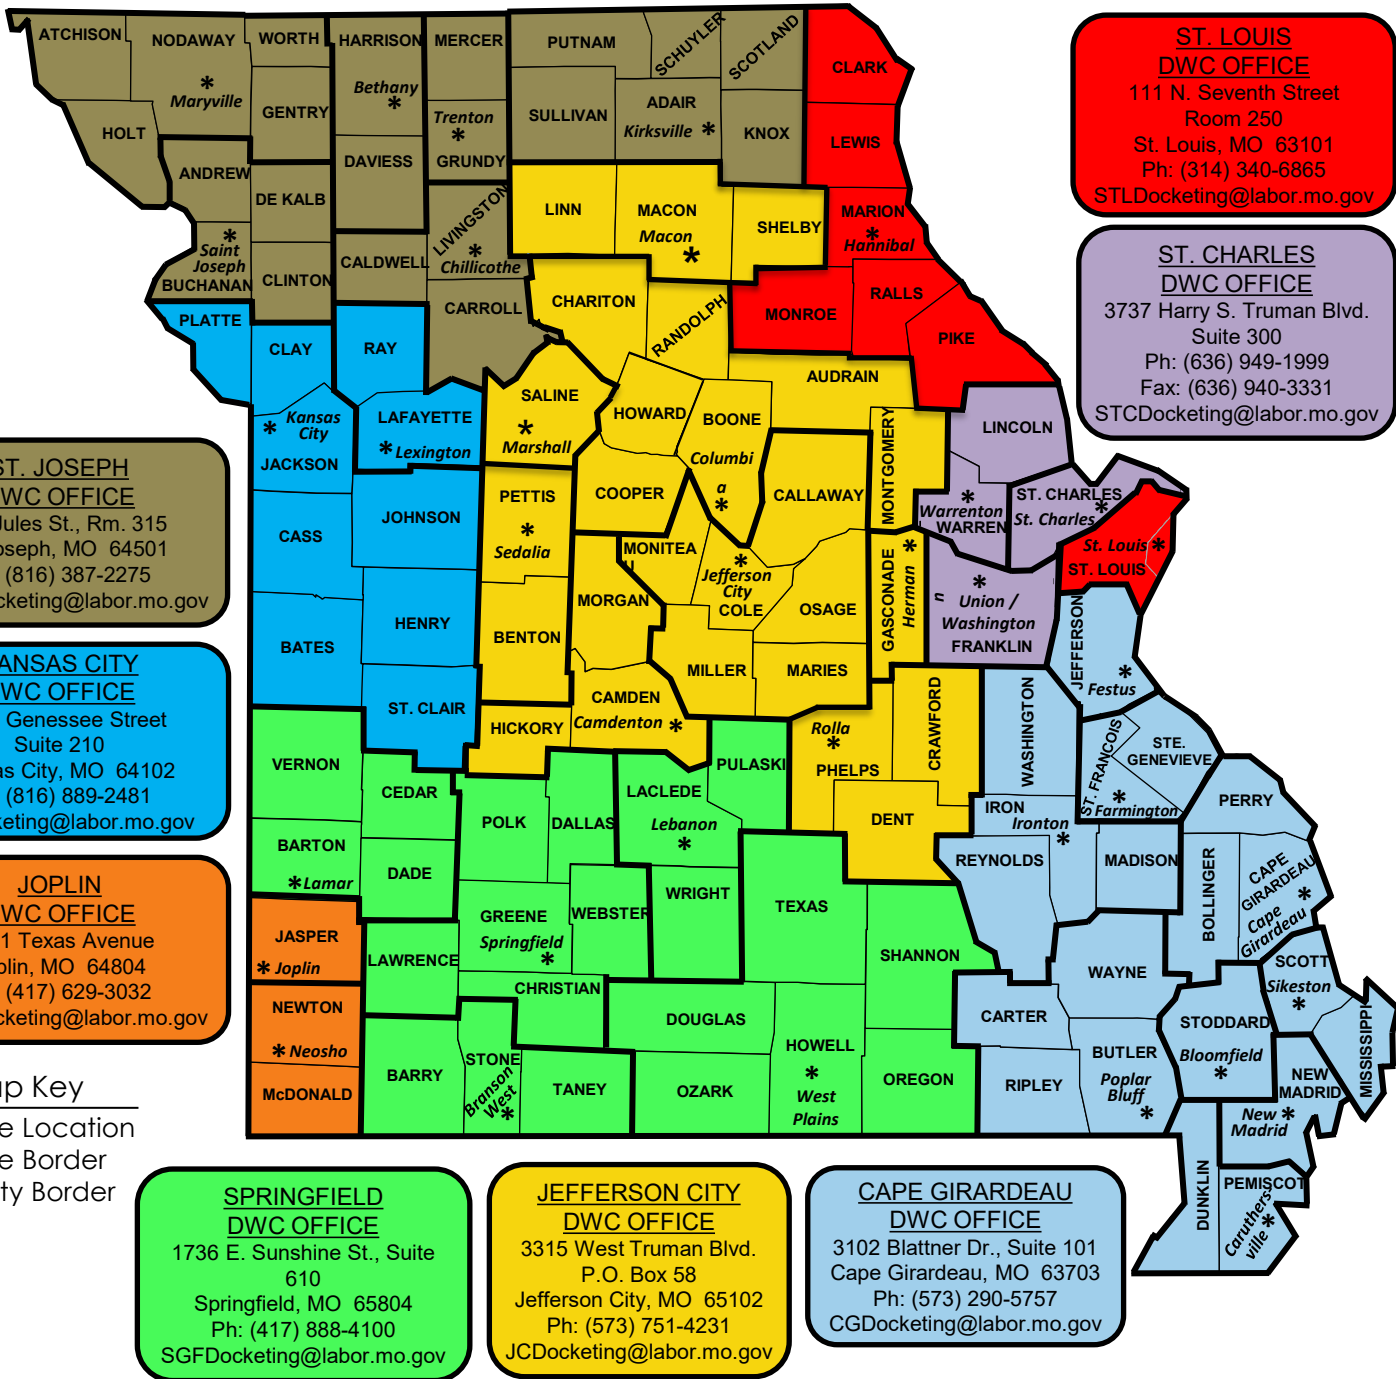 ATCHISON
NODAWAY
WORTH
HARRISON
MERCER
PUTNAM
SCHUYLER
SCOTLAND
CLARK
* Maryville
Bethany *
GENTRY
Trenton *
SULLIVAN
ADAIR
Kirksville *
KNOX
HOLT
LEWIS
DAVIESS
GRUNDY
ANDREW
DE KALB
LIVINGSTON
* Chillicothe
LINN
MACON
Macon *
SHELBY
MARION
* Hannibal
* Saint
Joseph
BUCHANAN
CLINTON
CALDWELL
CARROLL
CHARITON
RANDOLPH
MONROE
RALLS
PIKE
PLATTE
CLAY
RAY
AUDRAIN
SALINE
* Marshall
HOWARD
BOONE
Columbi
a
*
MONTGOMERY
LINCOLN
* Kansas
City
JACKSON
LAFAYETTE
* Lexington
COOPER
CALLAWAY
* Warrenton
WARREN
ST. CHARLES
St. Charles *
CASS
JOHNSON
PETTIS
* Sedalia
MONITEA
U
* Jefferson
City
COLE
GASCONADE
* Herman
n
St. Louis *
ST. LOUIS
* Union /
Washington
FRANKLIN
BATES
HENRY
BENTON
MORGAN
OSAGE
MILLER
MARIES
JEFFERSON
* Festus
ST. CLAIR
HICKORY
CAMDEN
Camdenton *
Rolla *
PHELPS
CRAWFORD
WASHINGTON
ST. FRANCOIS
* Farmington
STE.
GENEVIEVE
VERNON
CEDAR
POLK
DALLAS
LACLEDE
Lebanon *
PULASKI
DENT
IRON
Ironton *
PERRY
BARTON
* Lamar
DADE
REYNOLDS
MADISON
BOLLINGER
CAPE
GIRARDEAU
* Cape
Girardeau
GREENE
Springfield *
WEBSTER
WRIGHT
TEXAS
JASPER
* Joplin
LAWRENCE
SHANNON
WAYNE
SCOTT
Sikeston *
CHRISTIAN
NEWTON
* Neosho
DOUGLAS
CARTER
STODDARD
Bloomfield *
MISSISSIPPI
HOWELL
* West
Plains
BARRY
STONE
Branson
West *
TANEY
OZARK
OREGON
RIPLEY
BUTLER
Poplar
Bluff *
NEW
MADRID
New *
Madrid
McDONALD
DUNKLIN
PEMISCOT
Caruthers-
ville *
ST. LOUIS
DWC OFFICE
111 N. Seventh Street
Room 250
St. Louis, MO  63101
Ph: (314) 340-6865
STLDocketing@labor.mo.gov
ST. CHARLES
DWC OFFICE
3737 Harry S. Truman Blvd.
Suite 300
Ph: (636) 949-1999
Fax: (636) 940-3331
STCDocketing@labor.mo.gov
ST. JOSEPH
WC OFFICE
Jules St., Rm. 315
oseph, MO  64501
(816) 387-2275
cketing@labor.mo.gov
ANSAS CITY
WC OFFICE
Genessee Street
Suite 210
as City, MO  64102
(816) 889-2481
keting@labor.mo.gov
JOPLIN
WC OFFICE
1 Texas Avenue
plin, MO  64804
(417) 629-3032
cketing@labor.mo.gov
ap Key
e Location
e Border
ty Border
SPRINGFIELD
DWC OFFICE
1736 E. Sunshine St., Suite
610
Springfield, MO  65804
Ph: (417) 888-4100
SGFDocketing@labor.mo.gov
JEFFERSON CITY
DWC OFFICE
3315 West Truman Blvd.
P.O. Box 58
Jefferson City, MO  65102
Ph: (573) 751-4231
JCDocketing@labor.mo.gov
CAPE GIRARDEAU
DWC OFFICE
3102 Blattner Dr., Suite 101
Cape Girardeau, MO  63703
Ph: (573) 290-5757
CGDocketing@labor.mo.gov